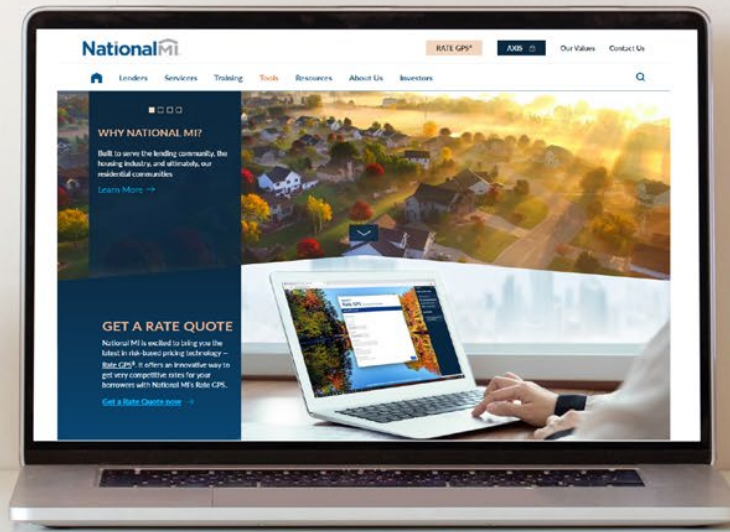 NationalMI
RATE GPS®
AXIS
Our Values
Contact Us
Lenders
Servicers
Training
Tools
Resources
About Us
Investors
WHY NATIONAL MI?
Built to serve the lending community, the
housing industry, and ultimately, our
residential communities
Learn More →
GET A RATE QUOTE
National MI is excited to bring you the
latest in risk-based pricing technology —
Rate GPS®. It offers an innovative way to
get very competitive rates for your
borrowers with National MI's Rate GPS.
Get a Rate Quote now →
Rate GPS